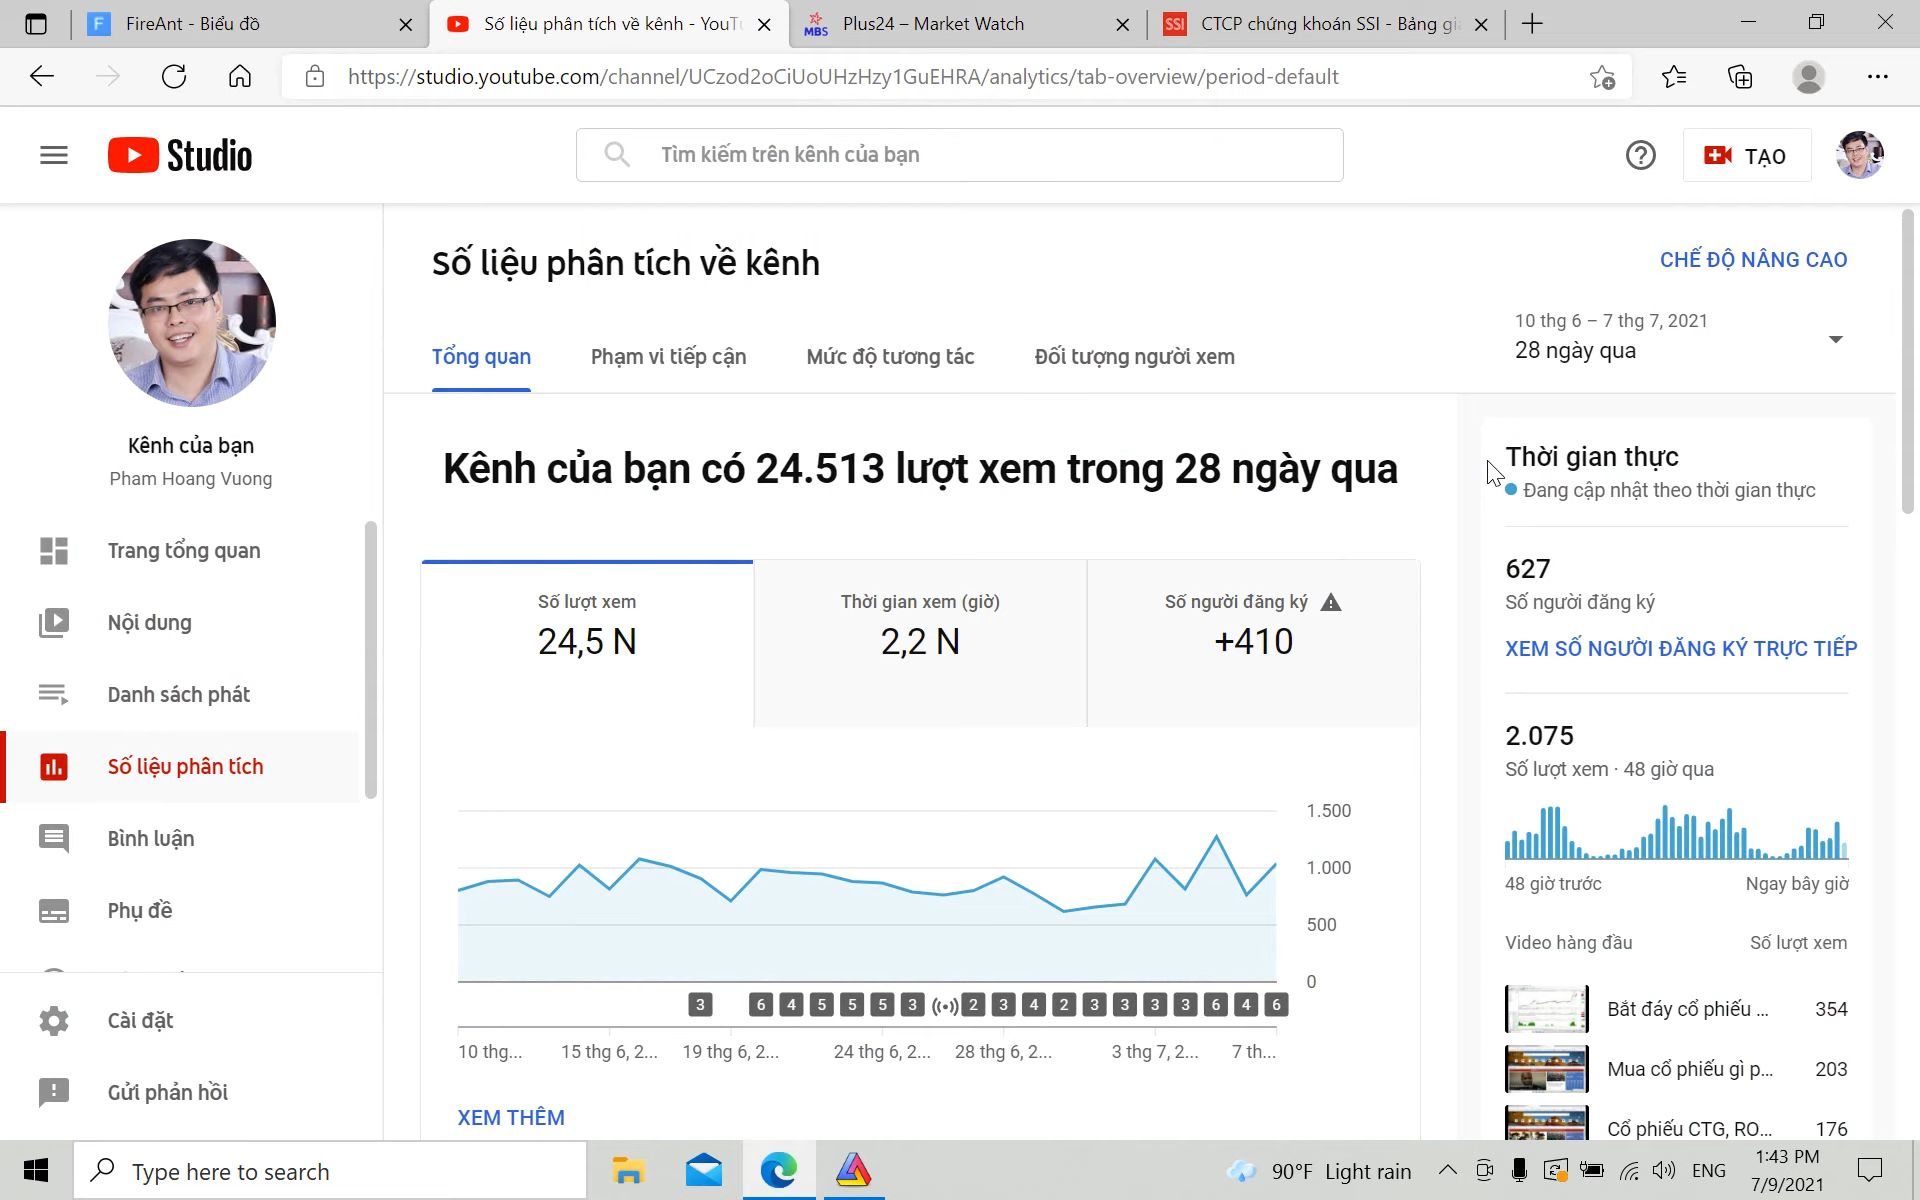 FireAnt - Biểu đồ
Số liệu phân tích về kênh - YouTu
MBS
Plus24 – Market Watch
SSI
CTCP chứng khoán SSI - Bảng gi
https://studio.youtube.com/channel/UCzod2oCiUoUHzHzy1GuEHRA/analytics/tab-overview/period-default
Studio
Tìm kiếm trên kênh của bạn
TẠO
Kênh của bạn
Pham Hoang Vuong
Trang tổng quan
Nội dung
Danh sách phát
Số liệu phân tích
Bình luận
Phụ đề
Cài đặt
Gửi phản hồi
Số liệu phân tích về kênh
CHẾ ĐỘ NÂNG CAO
Tổng quan
Phạm vi tiếp cận
Mức độ tương tác
Đối tượng người xem
10 thg 6 – 7 thg 7, 2021
28 ngày qua
Kênh của bạn có 24.513 lượt xem trong 28 ngày qua
Số lượt xem
24,5 N
Thời gian xem (giờ)
2,2 N
Số người đăng ký
+410
1.500
1.000
500
0
3 6 4 5 5 5 3 2 3 4 2 3 3 3 3 6 4 6
10 thg... 15 thg 6, 2... 19 thg 6, 2... 24 thg 6, 2... 28 thg 6, 2... 3 thg 7, 2... 7 th...
XEM THÊM
Thời gian thực
Đang cập nhật theo thời gian thực
627
Số người đăng ký
XEM SỐ NGƯỜI ĐĂNG KÝ TRỰC TIẾP
2.075
Số lượt xem · 48 giờ qua
48 giờ trước Ngay bây giờ
Video hàng đầu Số lượt xem
Bắt đáy cổ phiếu ... 354
Mua cổ phiếu gì p... 203
Cổ phiếu CTG, RO... 176
Type here to search
90°F Light rain
ENG
1:43 PM
7/9/2021